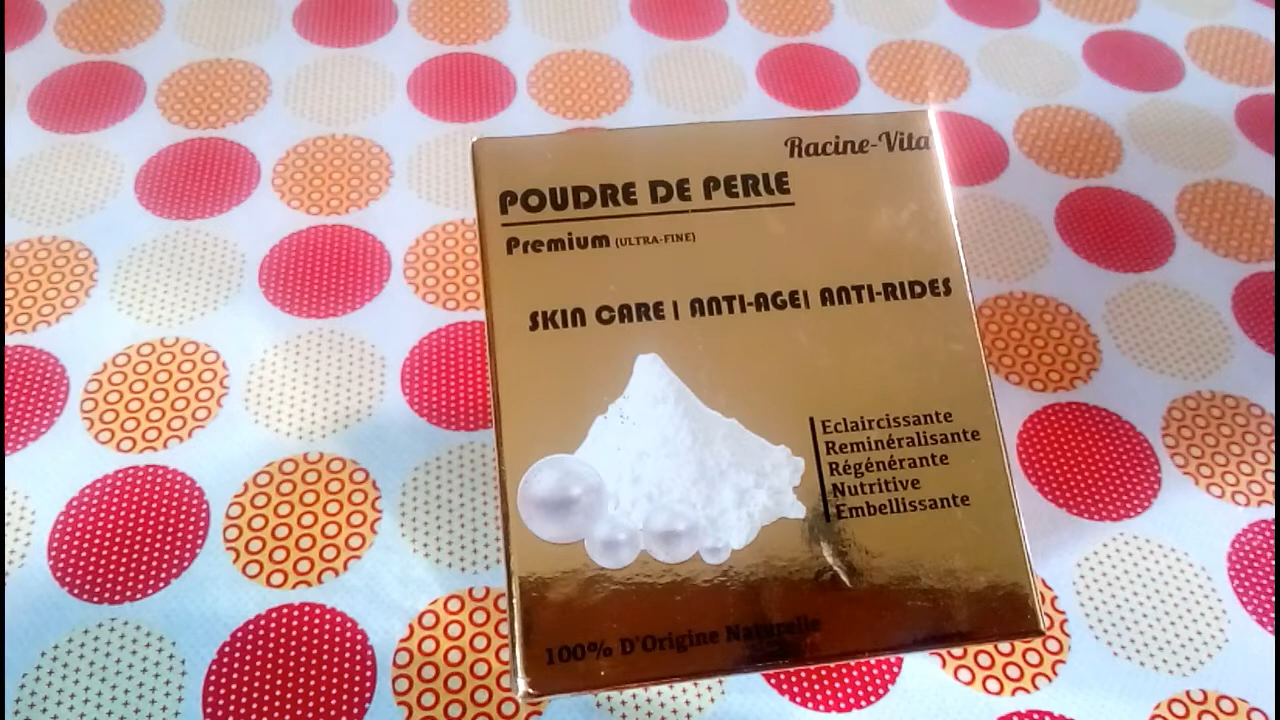 Racine-Vita
POUDRE DE PERLE
Premium (ULTRA-FINE)
SKIN CARE | ANTI-AGE| ANTI-RIDES
Eclaircissante
Reminéralisante
Régénérante
Nutritive
Embellissante
100% D'Origine Naturelle